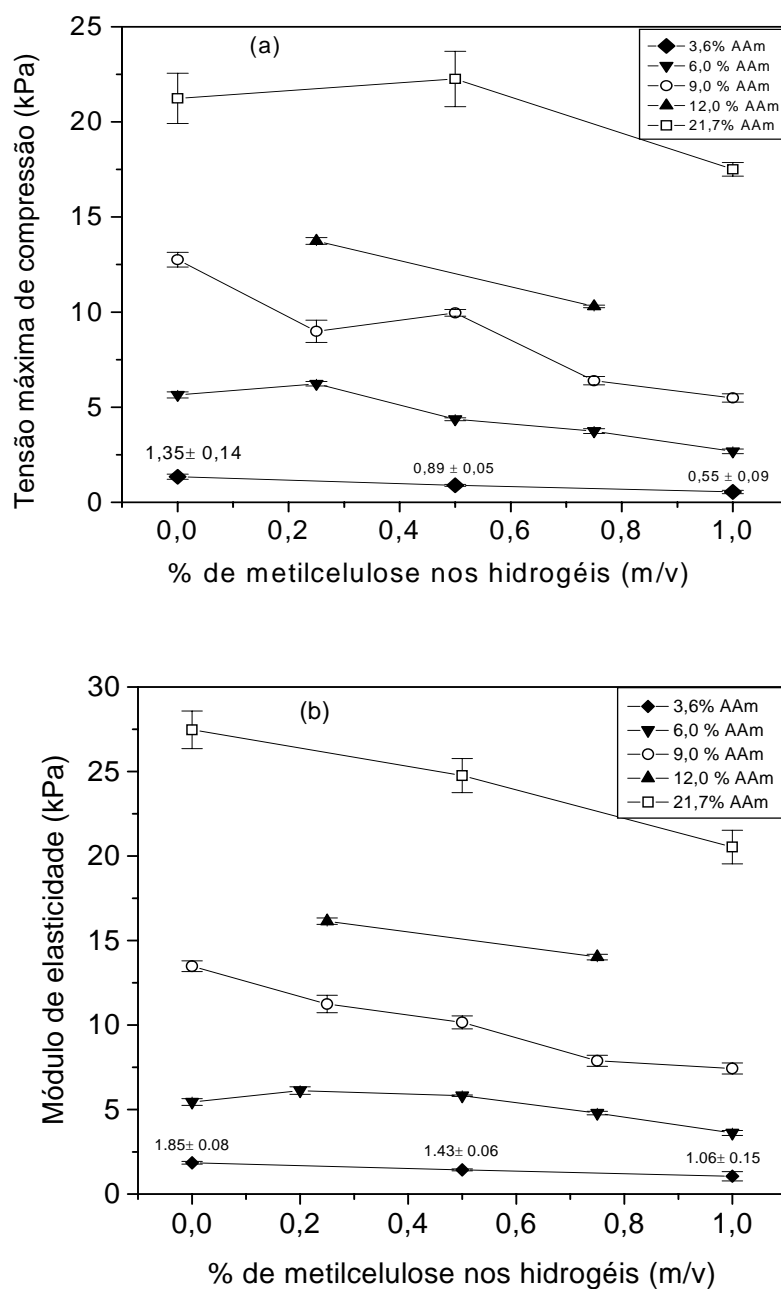 (a)
3,6% AAm
6,0 % AAm
9,0 % AAm
12,0 % AAm
21,7% AAm
Tensão máxima de compressão (kPa)
25
20
15
10
5
0
1,35± 0,14
0,89 ± 0,05
0,55 ± 0,09
0,0
0,2
0,4
0,6
0,8
1,0
% de metilcelulose nos hidrogéis (m/v)
(b)
3,6% AAm
6,0 % AAm
9,0 % AAm
12,0 % AAm
21,7% AAm
Módulo de elasticidade (kPa)
30
25
20
15
10
5
0
1.85± 0.08
1.43± 0.06
1.06± 0.15
0,0
0,2
0,4
0,6
0,8
1,0
% de metilcelulose nos hidrogéis (m/v)